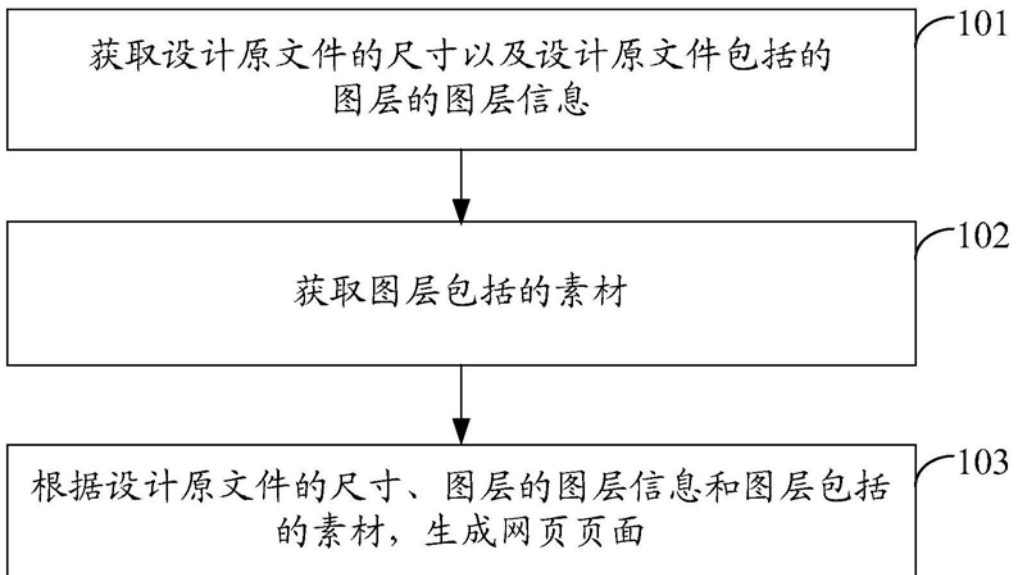 101
获取设计原文件的尺寸以及设计原文件包括的
图层的图层信息
102
获取图层包括的素材
103
根据设计原文件的尺寸、图层的图层信息和图层包括
的素材，生成网页页面